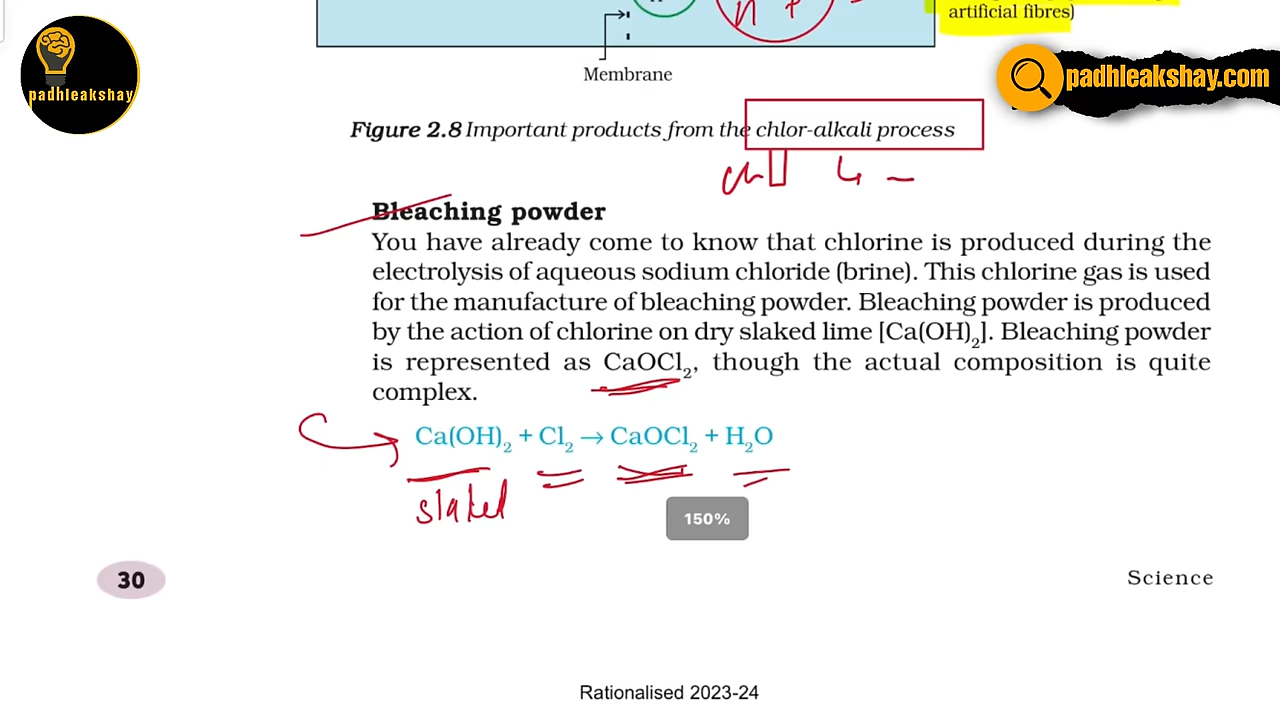 artificial fibres)
padhleakshay
padhleakshay.com
n +
Membrane
Figure 2.8 Important products from the chlor-alkali process
Bleaching powder
You have already come to know that chlorine is produced during the
electrolysis of aqueous sodium chloride (brine). This chlorine gas is used
for the manufacture of bleaching powder. Bleaching powder is produced
by the action of chlorine on dry slaked lime [Ca(OH)₂]. Bleaching powder
is represented as CaOCl₂, though the actual composition is quite
complex.
Ca(OH)₂ + Cl₂ → CaOCl₂ + H₂O
slaked
150%
30
Science
Rationalised 2023-24